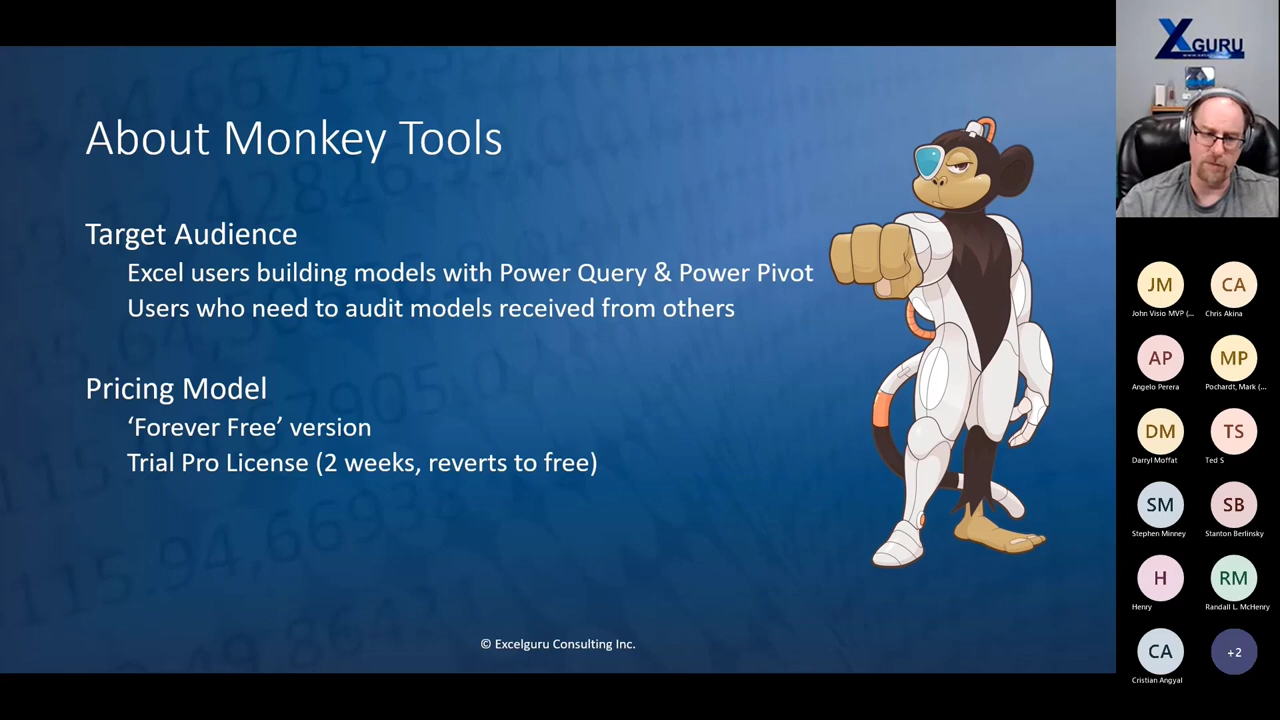 About Monkey Tools
Target Audience
Excel users building models with Power Query & Power Pivot
Users who need to audit models received from others
Pricing Model
‘Forever Free’ version
Trial Pro License (2 weeks, reverts to free)
© Excelguru Consulting Inc.
XGURU
JM
CA
John Visio MVP (...
Chris Akina
AP
MP
Angelo Perera
Pochardt, Mark (...
DM
TS
Darryl Moffat
Ted S
SM
SB
Stephen Minney
Stanton Berlinsky
H
RM
Henry
Randall L. McHenry
CA
+2
Cristian Angyal